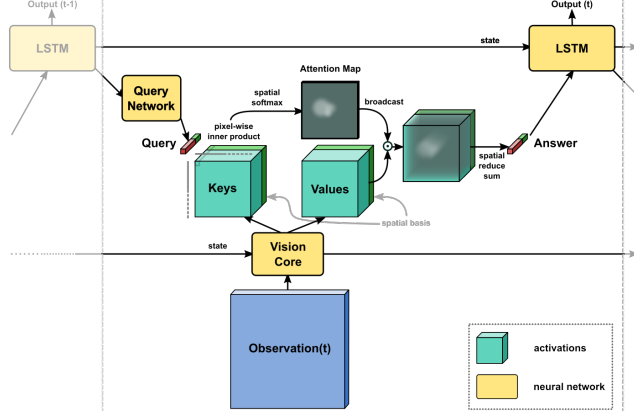 Output (t-1)
Output (t)
LSTM
state
LSTM
Attention Map
spatial
softmax
broadcast
Query
Network
pixel-wise
inner product
Query
Answer
spatial
reduce
sum
Keys
Values
spatial basis
state
Vision
Core
Observation(t)
activations
neural network